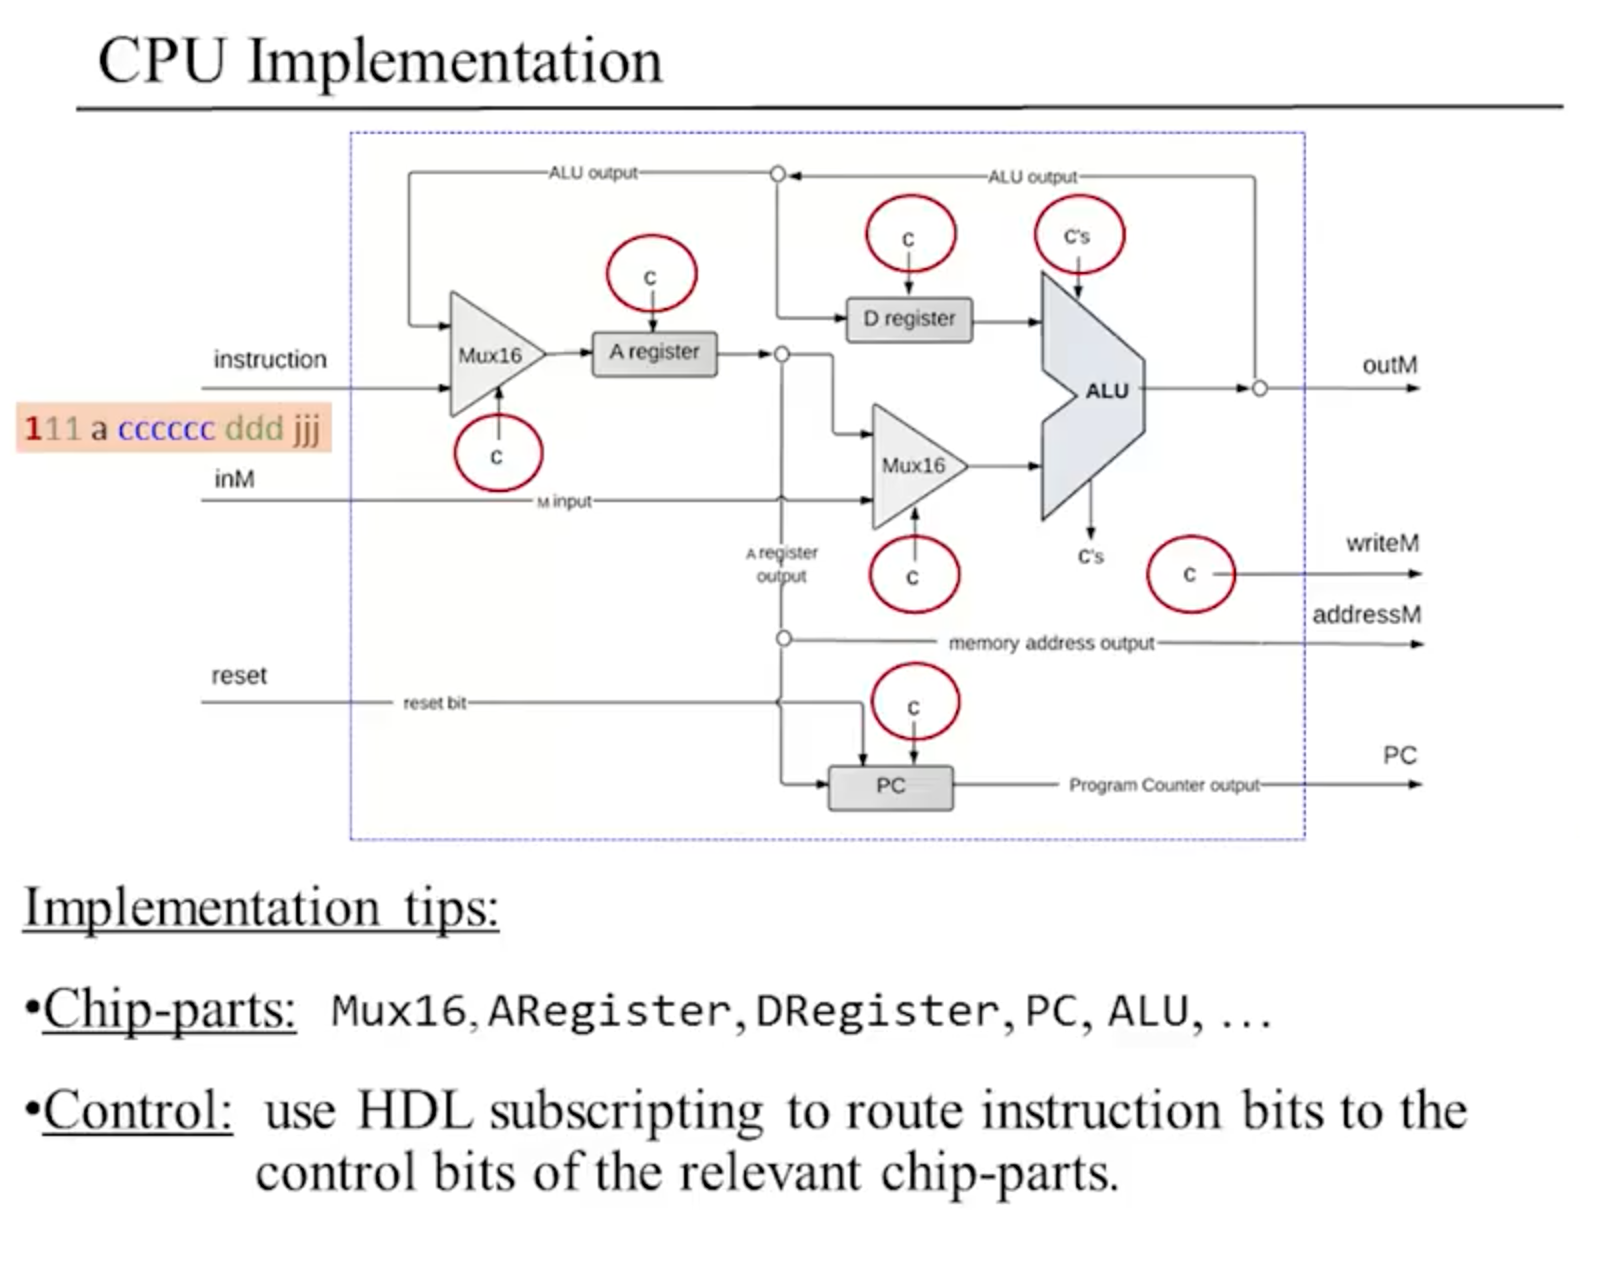 CPU Implementation
ALU output
ALU output
c
c
C's
D register
instruction
Mux16
A register
ALU
outM
111 a cccccc ddd jjj
c
Mux16
inM
M input
A register
output
c
C's
c
writeM
addressM
memory address output
reset
reset bit
c
PC
PC
Program Counter output
Implementation tips:
•Chip-parts: Mux16, ARegister, DRegister, PC, ALU, ...
•Control: use HDL subscripting to route instruction bits to the
control bits of the relevant chip-parts.